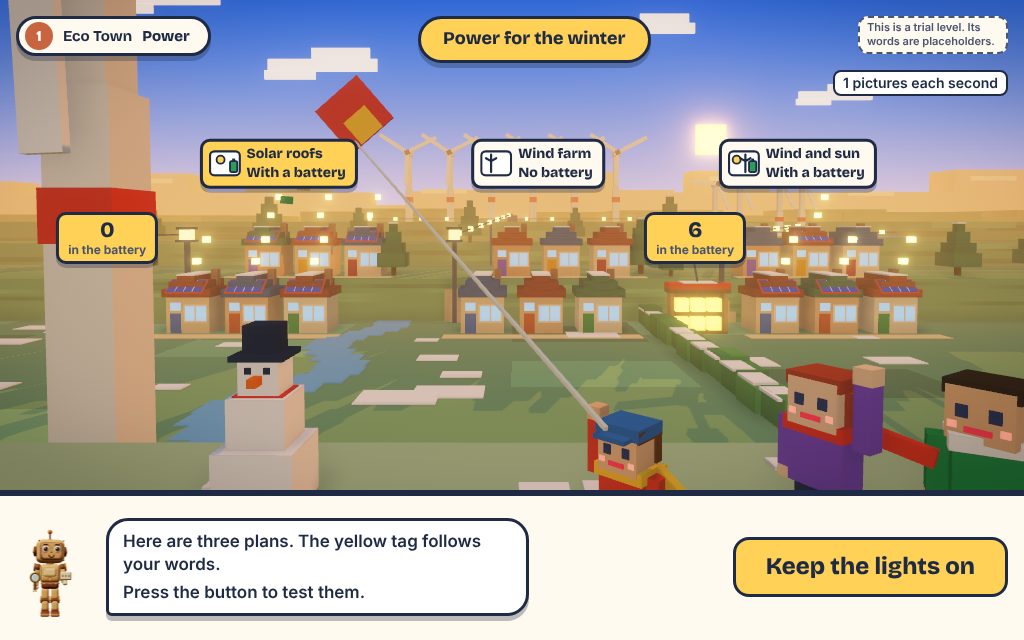 1 Eco Town Power
Power for the winter
This is a trial level. Its
words are placeholders.
1 pictures each second
Solar roofs
With a battery
Wind farm
No battery
Wind and sun
With a battery
0
in the battery
6
in the battery
Here are three plans. The yellow tag follows
your words.
Press the button to test them.
Keep the lights on